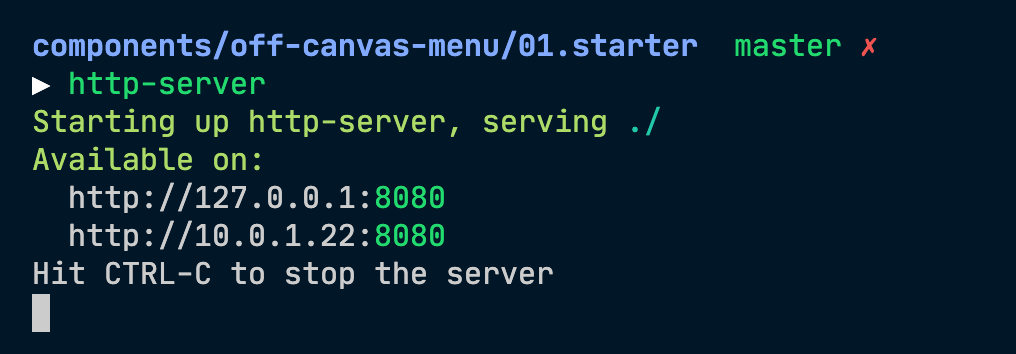 components/off-canvas-menu/01.starter  master ✗
▶ http-server
Starting up http-server, serving ./
Available on:
  http://127.0.0.1:8080
  http://10.0.1.22:8080
Hit CTRL-C to stop the server